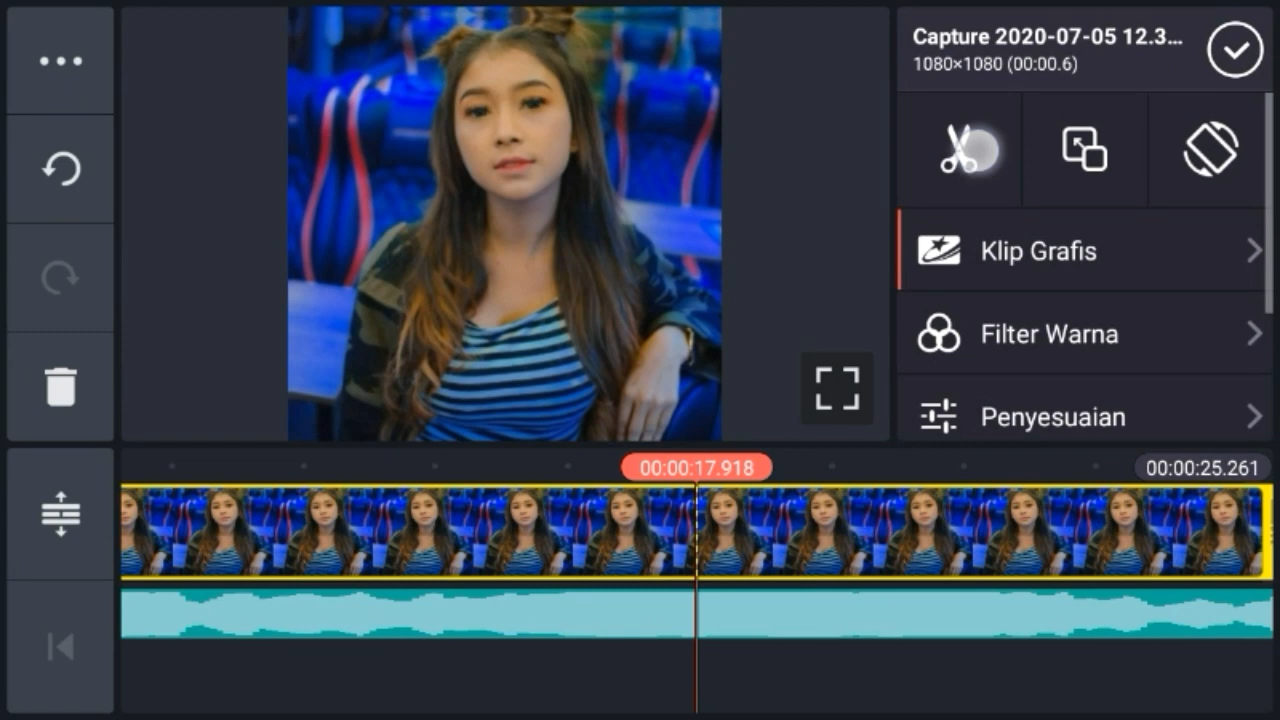 Capture 2020-07-05 12.3...
1080×1080 (00:00.6)
Klip Grafis
Filter Warna
Penyesuaian
00:00:17.918
00:00:25.261